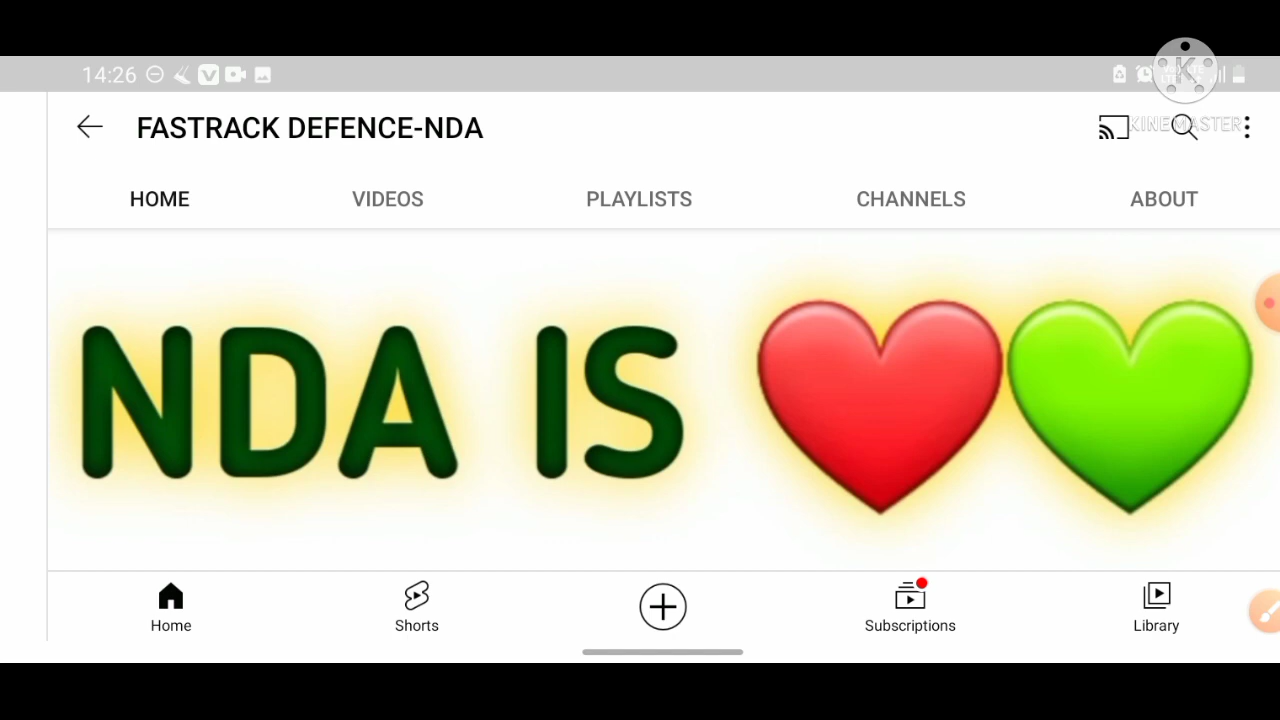 14:26
FASTRACK DEFENCE-NDA
KINEMASTER
HOME VIDEOS PLAYLISTS CHANNELS ABOUT
NDA IS
Home Shorts Subscriptions Library